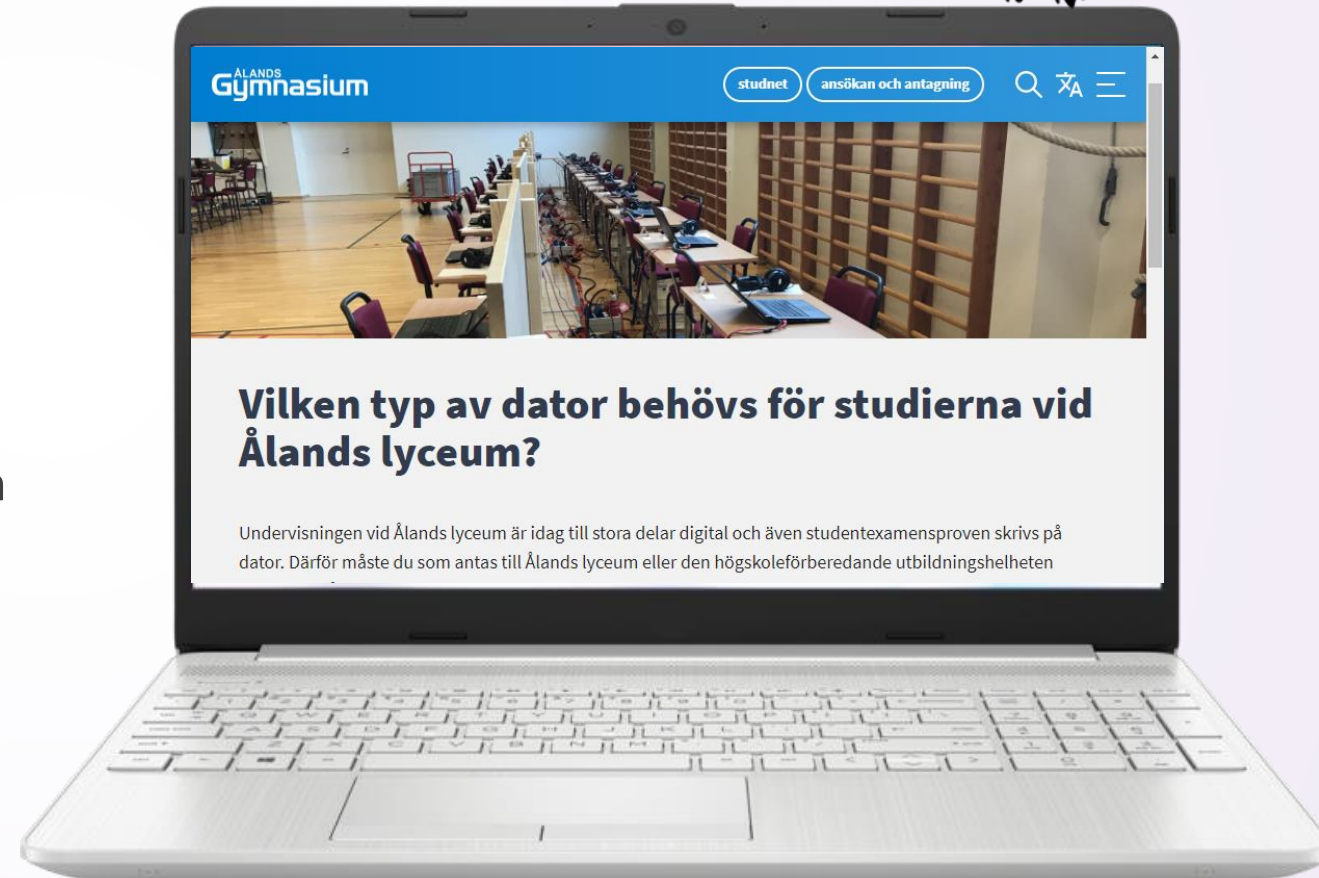 ÅLANDS
Gymnasium
studnet
ansökan och antagning
Vilken typ av dator behövs för studierna vid
Ålands lyceum?
Undervisningen vid Ålands lyceum är idag till stora delar digital och även studentexamensproven skrivs på
dator. Därför måste du som antas till Ålands lyceum eller den högskoleförberedande utbildningshelheten